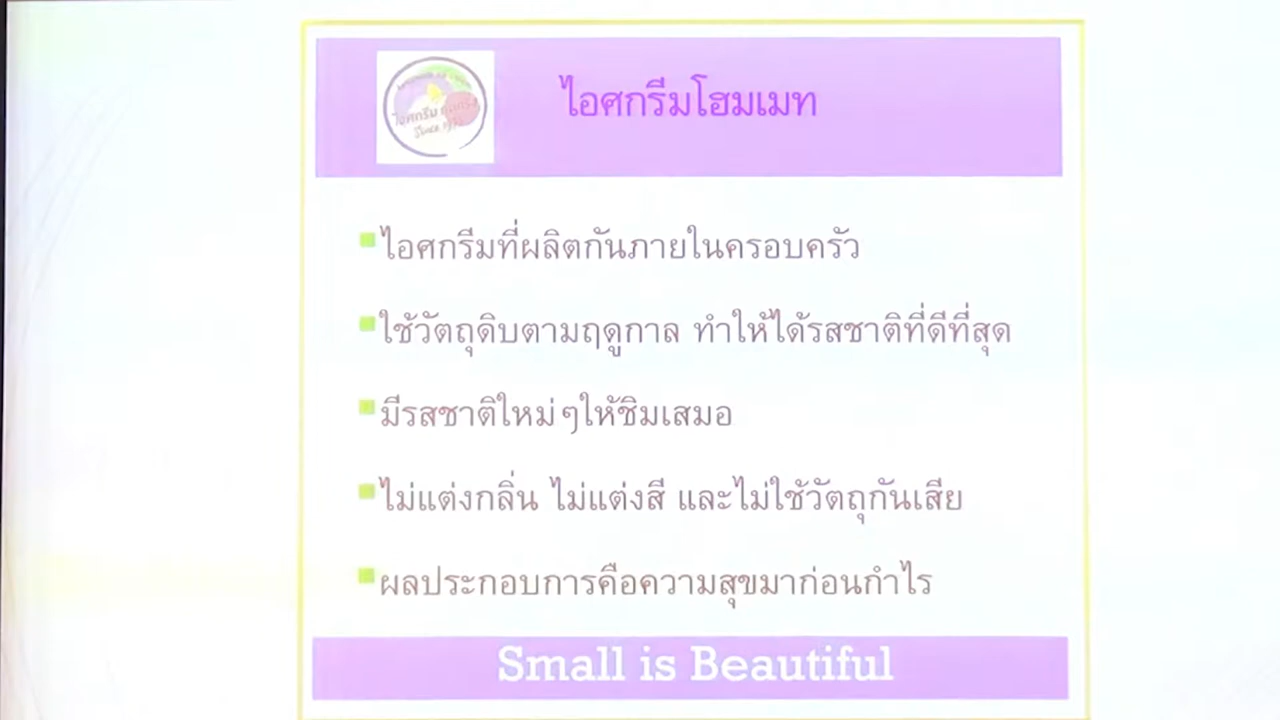 ไอศกรีมโฮมเมท
ไอศกรีม
ไอศกรีมที่ผลิตกันภายในครอบครัว
ใช้วัตถุดิบตามฤดูกาล ทำให้ได้รสชาติที่ดีที่สุด
มีรสชาติใหม่ๆให้ชิมเสมอ
ไม่แต่งกลิ่น ไม่แต่งสี และไม่ใช้วัตถุกันเสีย
ผลประกอบการคือความสุขมาก่อนกำไร
Small is Beautiful